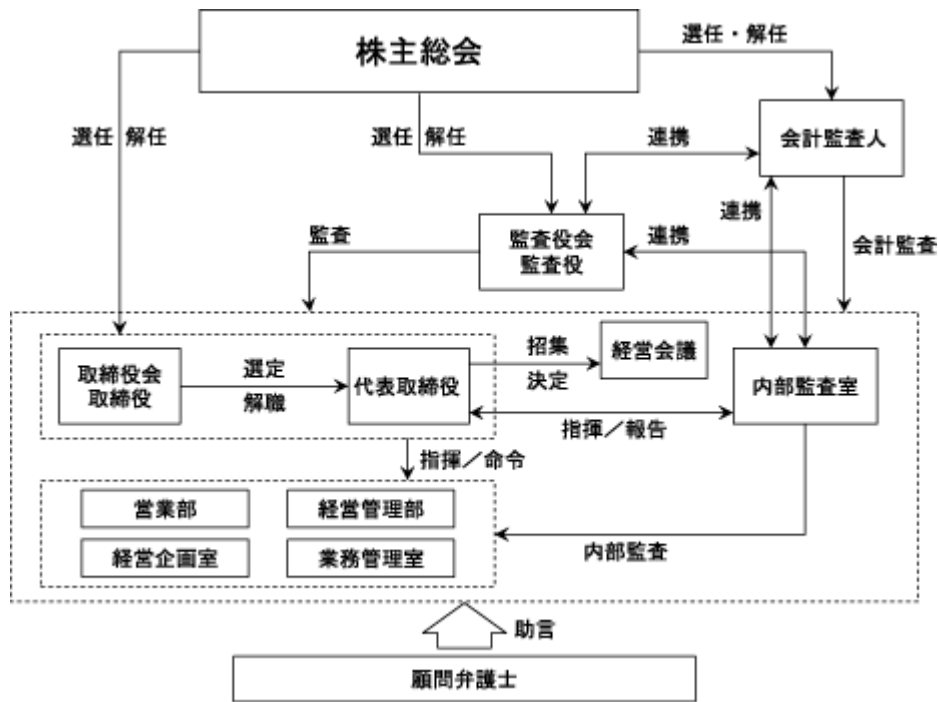 株主総会
選任・解任
選任 解任
選任 解任
連携
会計監査人
連携
監査
監査役会
監査役
連携
会計監査
取締役会
取締役
選定
解職
代表取締役
招集
決定
経営会議
内部監査室
指揮／報告
指揮／命令
営業部
経営管理部
経営企画室
業務管理室
内部監査
助言
顧問弁護士